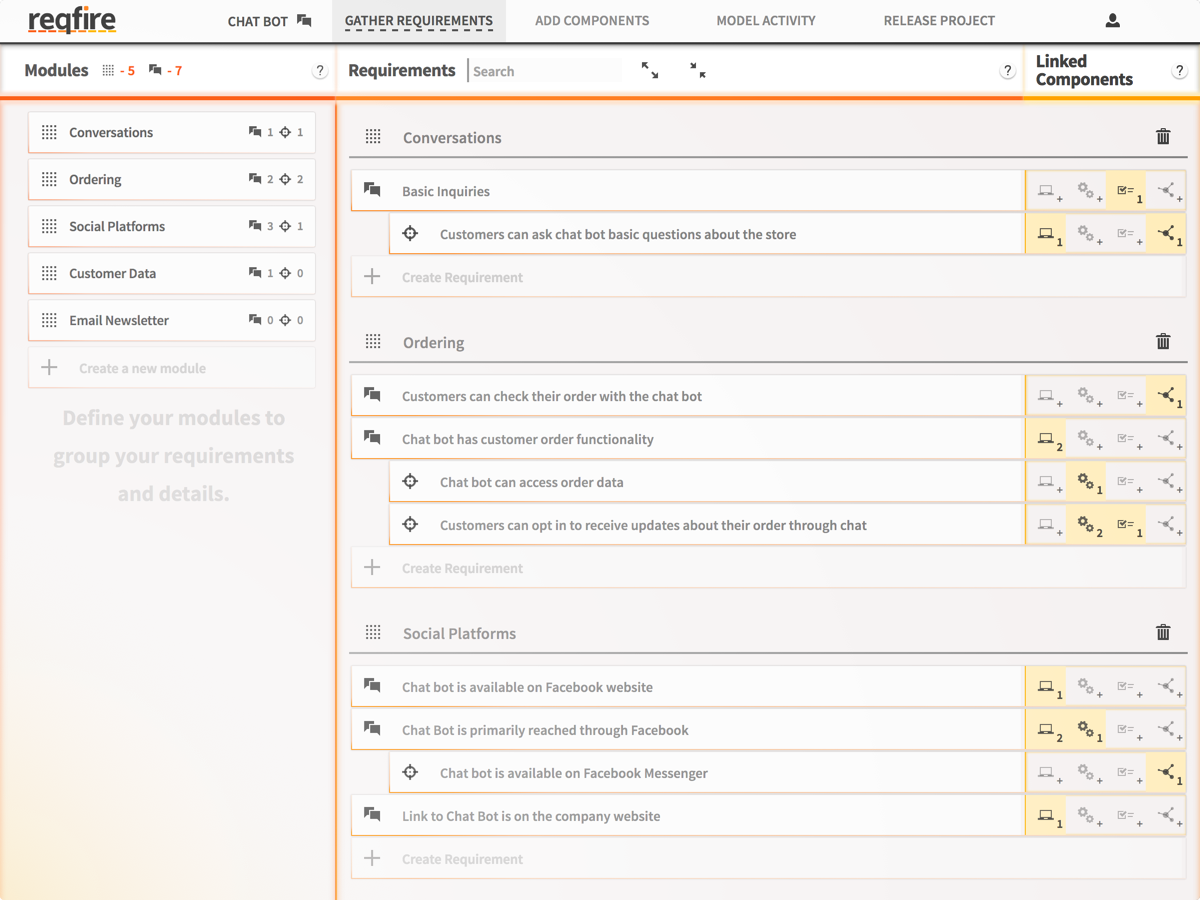 reqfire
CHAT BOT
GATHER REQUIREMENTS
ADD COMPONENTS
MODEL ACTIVITY
RELEASE PROJECT
Modules - 5 - 7 ?
Requirements Search ?
Linked
Components ?
Conversations 1 1
Ordering 2 2
Social Platforms 3 1
Customer Data 1 0
Email Newsletter 0 0
+ Create a new module
Define your modules to
group your requirements
and details.
Conversations
Basic Inquiries + + 1 +
Customers can ask chat bot basic questions about the store 1 + + 1
+ Create Requirement
Ordering
Customers can check their order with the chat bot + + + 1
Chat bot has customer order functionality 2 + + +
Chat bot can access order data + 1 + +
Customers can opt in to receive updates about their order through chat + 2 1 +
+ Create Requirement
Social Platforms
Chat bot is available on Facebook website 1 + + +
Chat Bot is primarily reached through Facebook 2 1 + +
Chat bot is available on Facebook Messenger + + + 1
Link to Chat Bot is on the company website 1 + + +
+ Create Requirement